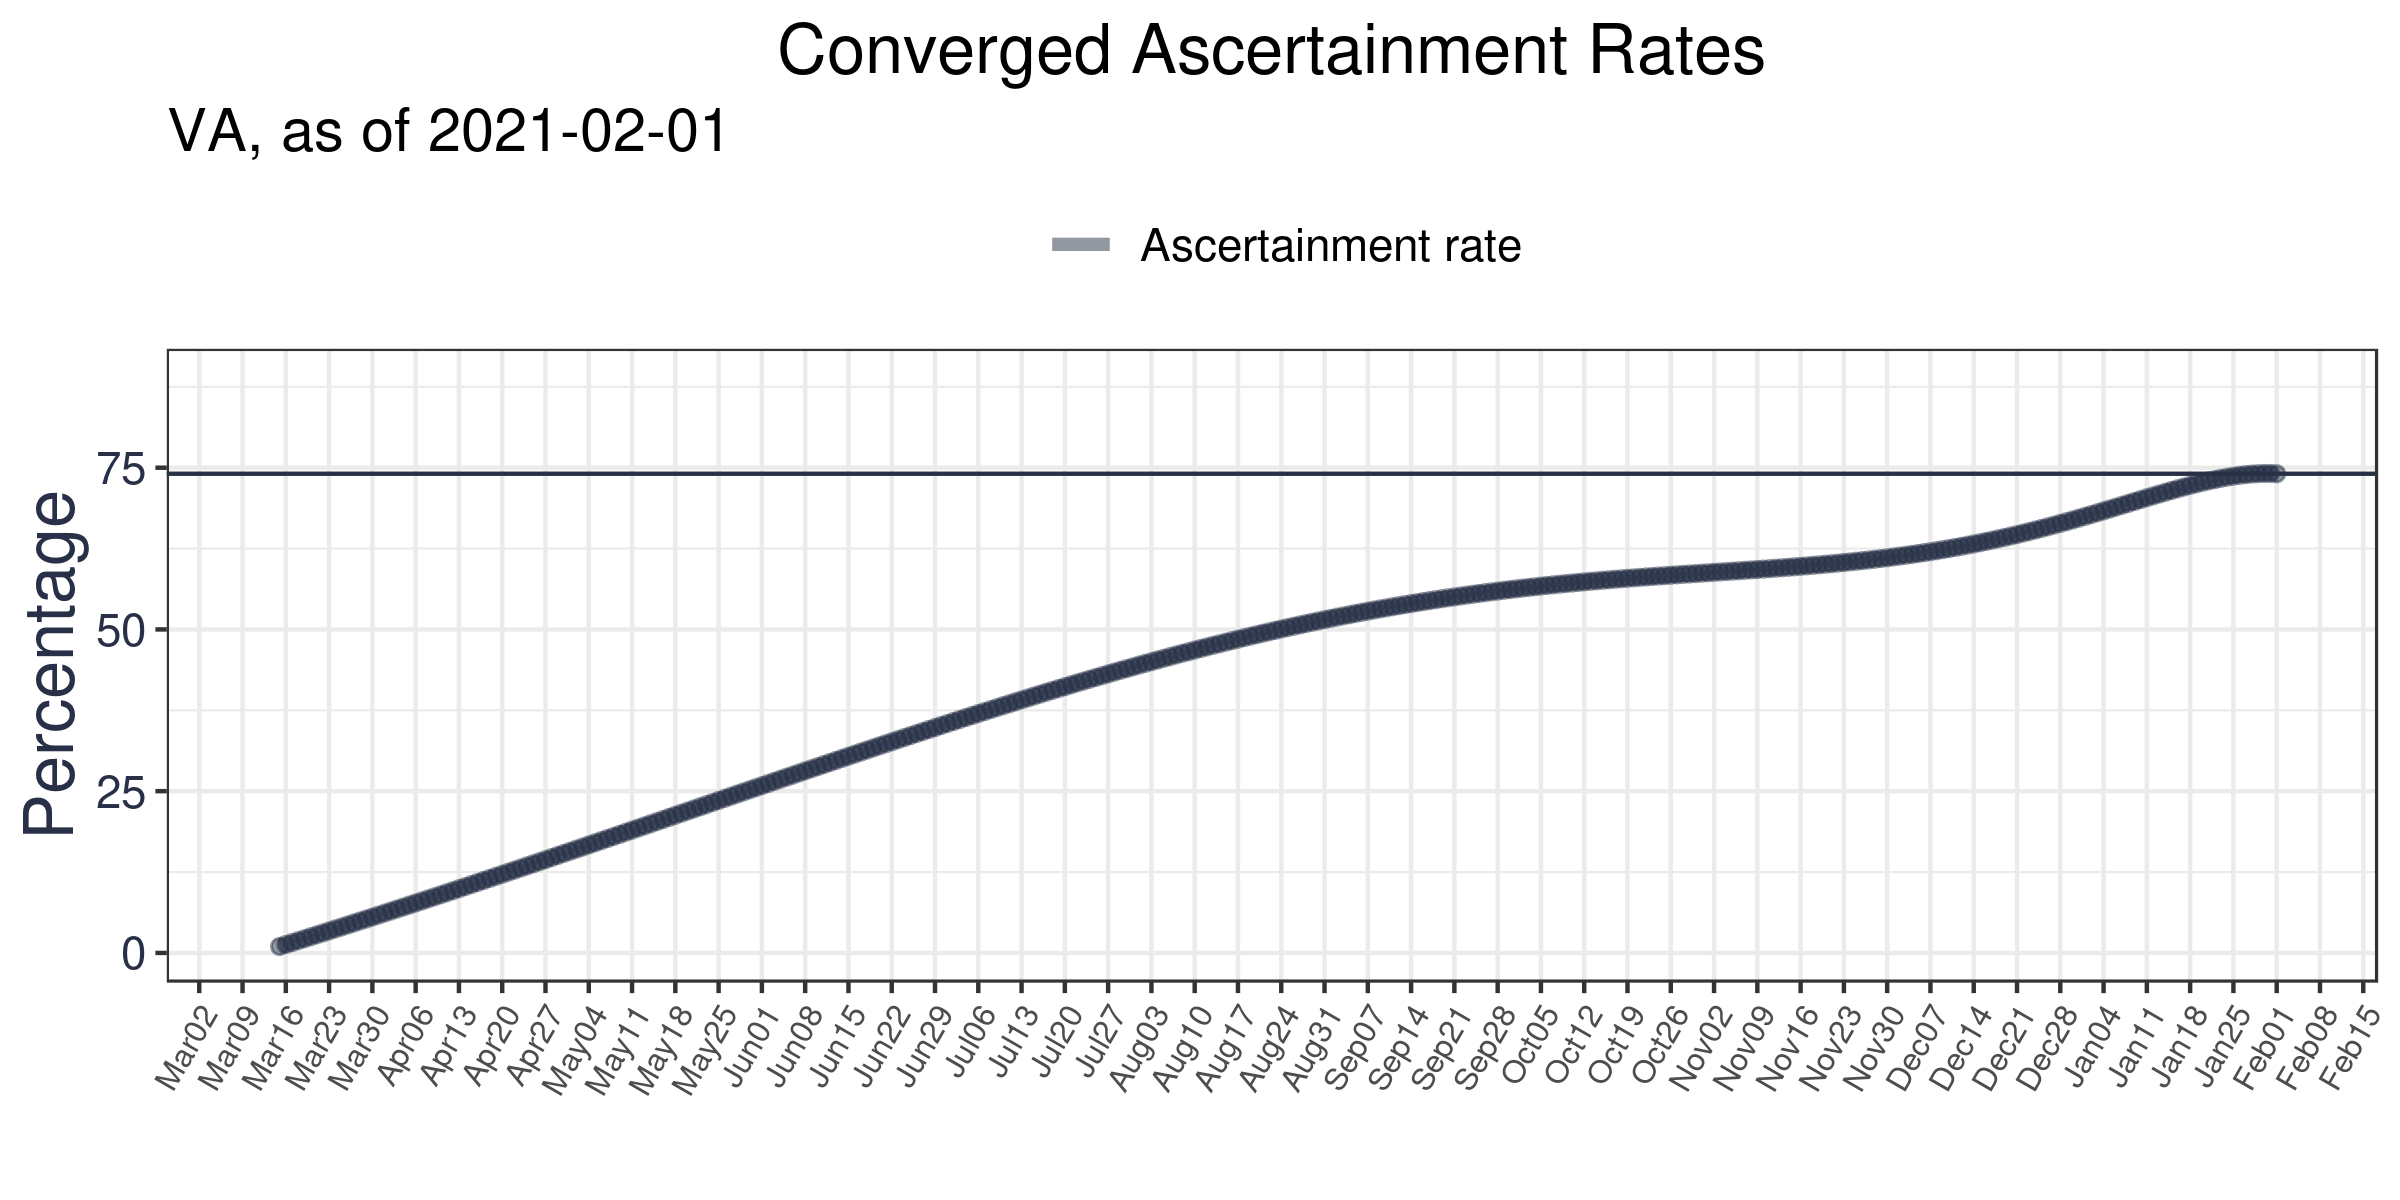 Converged Ascertainment Rates
VA, as of 2021-02-01
Ascertainment rate
Percentage
75
50
25
0
Mar02
Mar09
Mar16
Mar23
Mar30
Apr06
Apr13
Apr20
Apr27
May04
May11
May18
May25
Jun01
Jun08
Jun15
Jun22
Jun29
Jul06
Jul13
Jul20
Jul27
Aug03
Aug10
Aug17
Aug24
Aug31
Sep07
Sep14
Sep21
Sep28
Oct05
Oct12
Oct19
Oct26
Nov02
Nov09
Nov16
Nov23
Nov30
Dec07
Dec14
Dec21
Dec28
Jan04
Jan11
Jan18
Jan25
Feb01
Feb08
Feb15